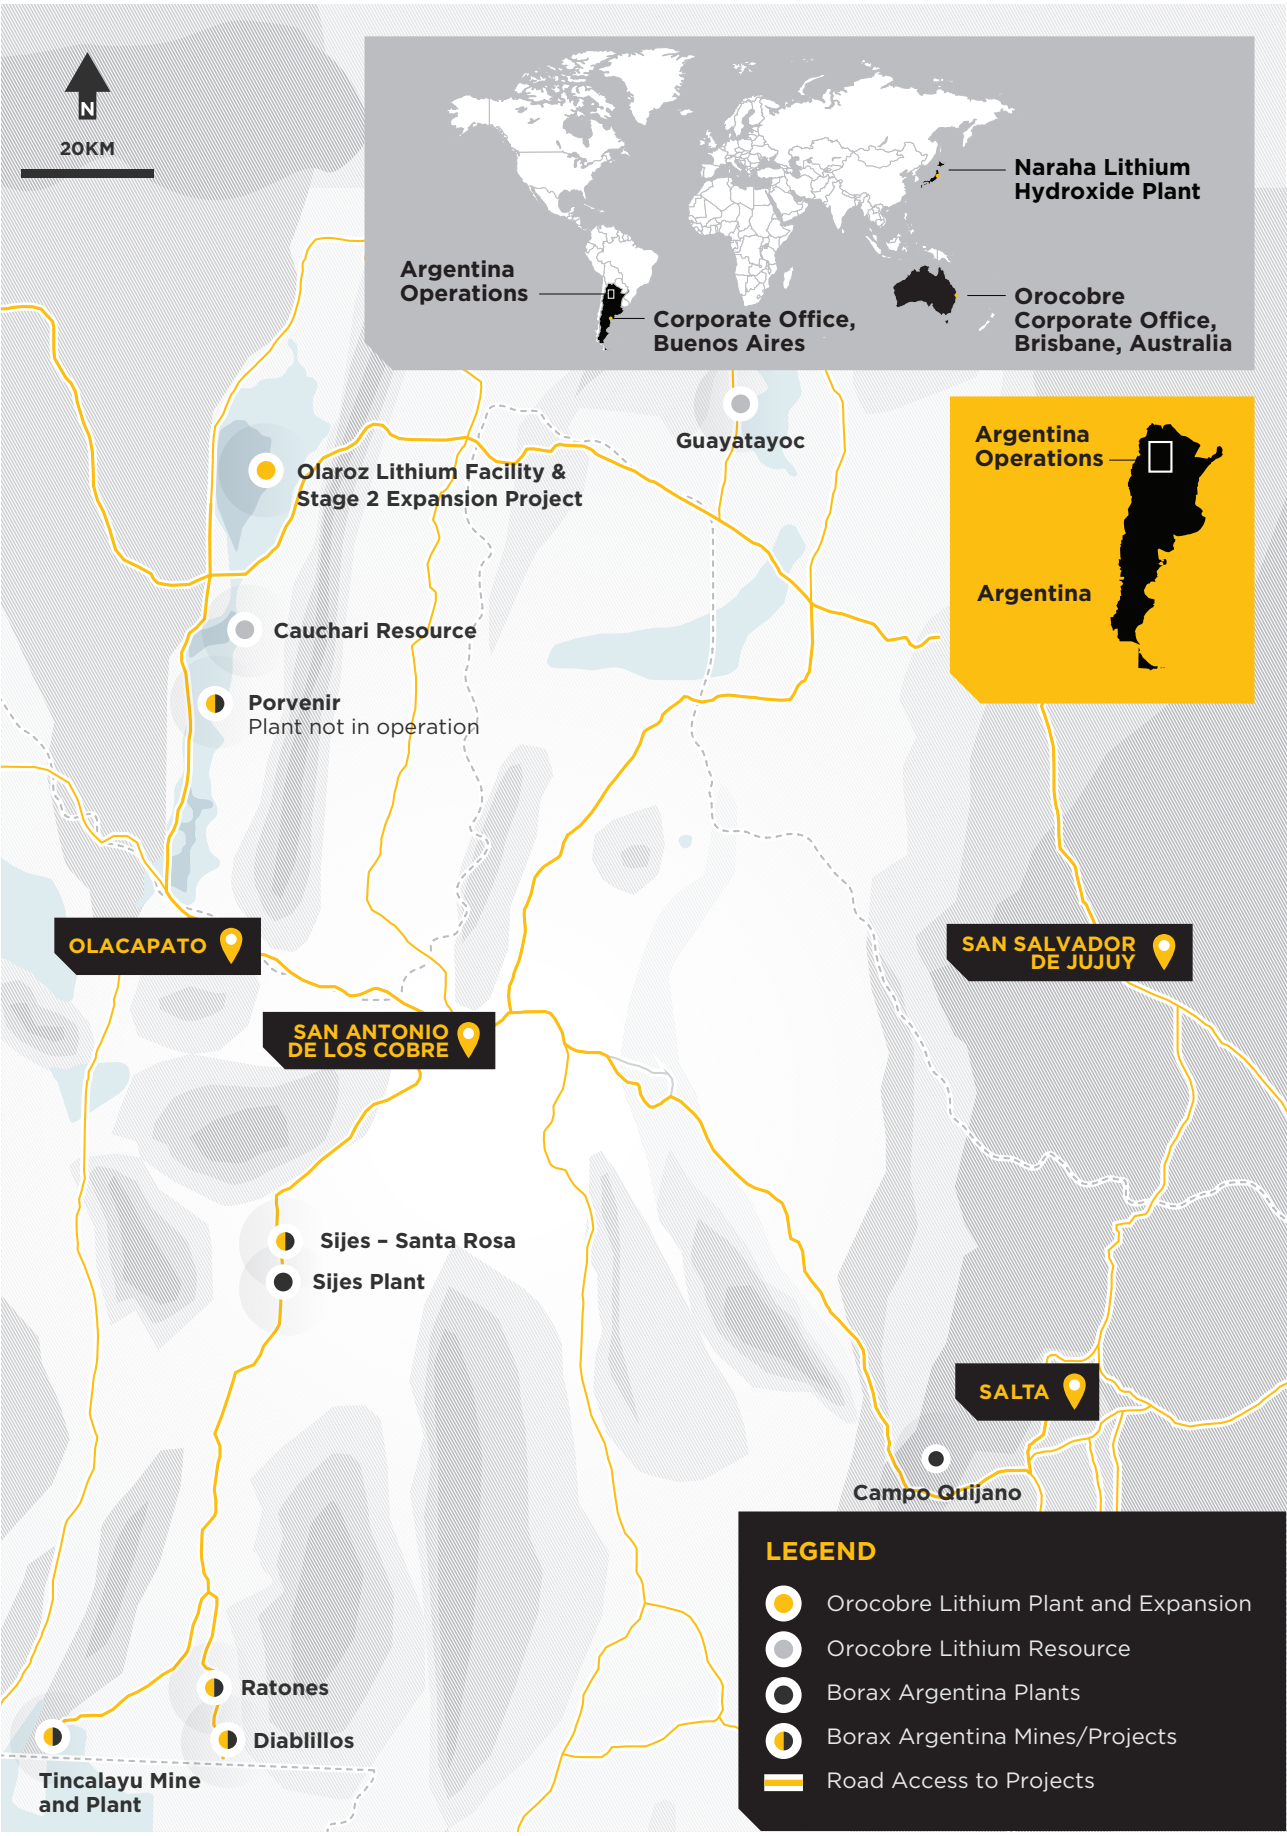 N
20KM
Naraha Lithium
Hydroxide Plant
Argentina
Operations
Orocobre
Corporate Office,
Brisbane, Australia
Corporate Office,
Buenos Aires
Guayatayoc
Argentina
Operations
Argentina
Olaroz Lithium Facility &
Stage 2 Expansion Project
Cauchari Resource
Porvenir
Plant not in operation
OLACAPATO
SAN SALVADOR
DE JUJUY
SAN ANTONIO
DE LOS COBRE
Sijes – Santa Rosa
Sijes Plant
SALTA
Campo Quijano
Ratones
Diablillos
Tincalayu Mine
and Plant
LEGEND
Orocobre Lithium Plant and Expansion
Orocobre Lithium Resource
Borax Argentina Plants
Borax Argentina Mines/Projects
Road Access to Projects